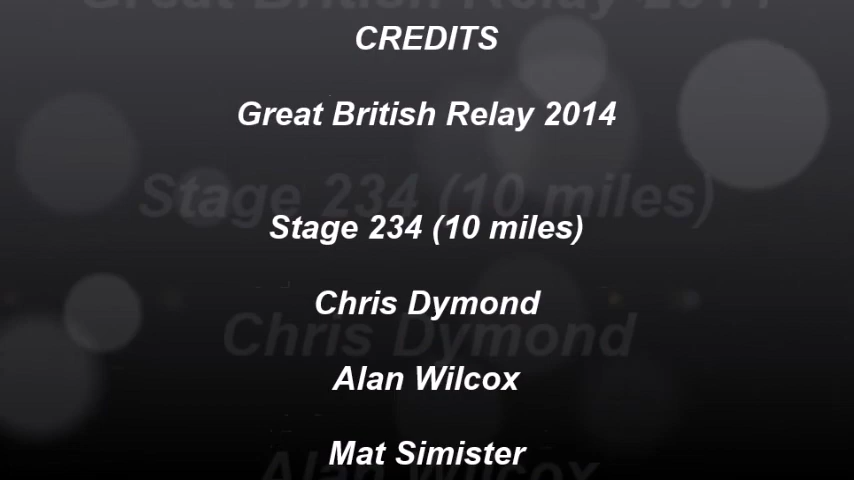 CREDITS
Great British Relay 2014
Stage 234 (10 miles)
Chris Dymond
Alan Wilcox
Mat Simister